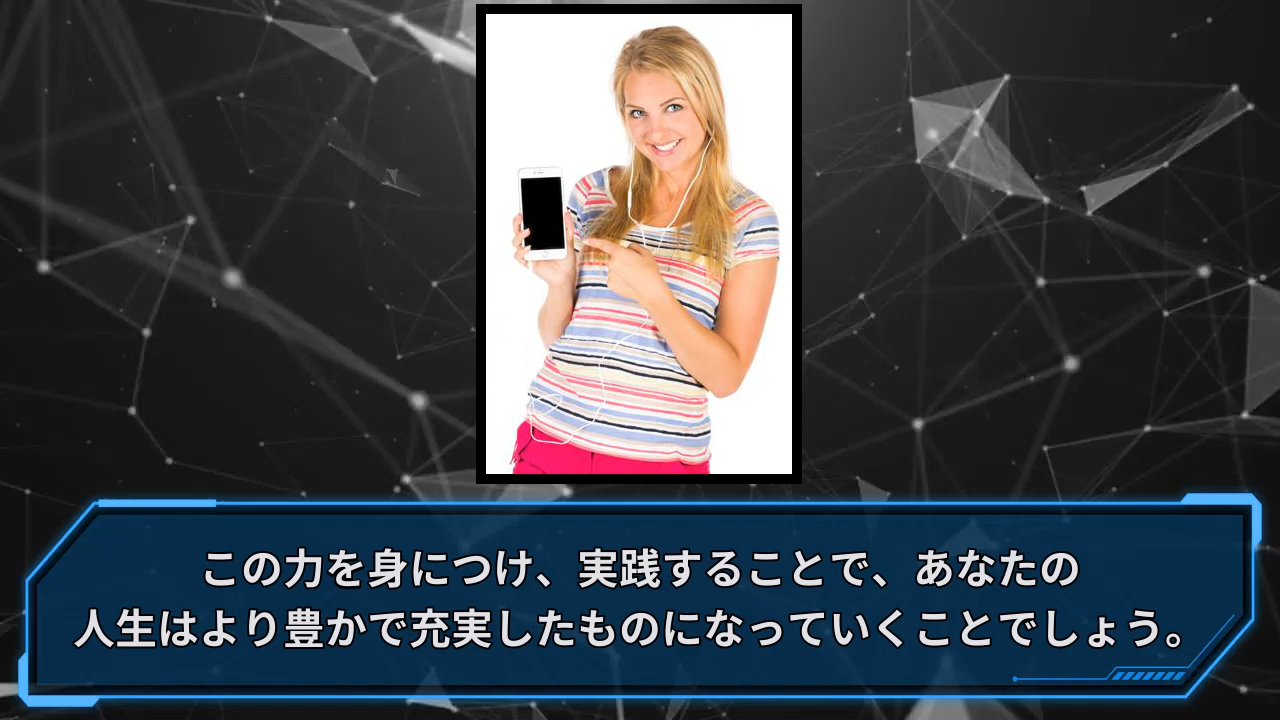 この力を身につけ、実践することで、あなたの
人生はより豊かで充実したものになっていくことでしょう。